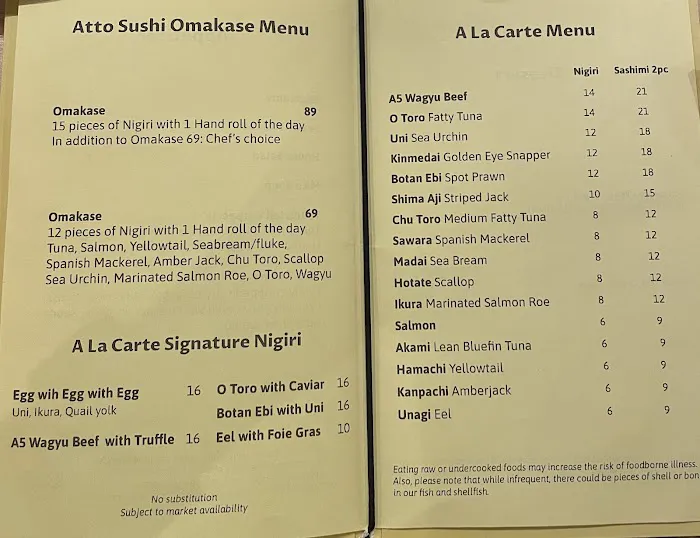 Atto Sushi Omakase Menu
Omakase 89
15 pieces of Nigiri with 1 Hand roll of the day
In addition to Omakase 69: Chef's choice
Omakase 69
12 pieces of Nigiri with 1 Hand roll of the day
Tuna, Salmon, Yellowtail, Seabream/fluke,
Spanish Mackerel, Amber Jack, Chu Toro, Scallop
Sea Urchin, Marinated Salmon Roe, O Toro, Wagyu
A La Carte Signature Nigiri
Egg wih Egg with Egg 16
Uni, Ikura, Quail yolk
A5 Wagyu Beef with Truffle 16
O Toro with Caviar 16
Botan Ebi with Uni 16
Eel with Foie Gras 10
No substitution
Subject to market availability
A La Carte Menu
Nigiri Sashimi 2pc
A5 Wagyu Beef 14 21
O Toro Fatty Tuna 14 21
Uni Sea Urchin 12 18
Kinmedai Golden Eye Snapper 12 18
Botan Ebi Spot Prawn 12 18
Shima Aji Striped Jack 10 15
Chu Toro Medium Fatty Tuna 8 12
Sawara Spanish Mackerel 8 12
Madai Sea Bream 8 12
Hotate Scallop 8 12
Ikura Marinated Salmon Roe 8 12
Salmon 6 9
Akami Lean Bluefin Tuna 6 9
Hamachi Yellowtail 6 9
Kanpachi Amberjack 6 9
Unagi Eel 6 9
Eating raw or undercooked foods may increase the risk of foodborne illness.
Also, please note that while infrequent, there could be pieces of shell or bon
in our fish and shellfish.